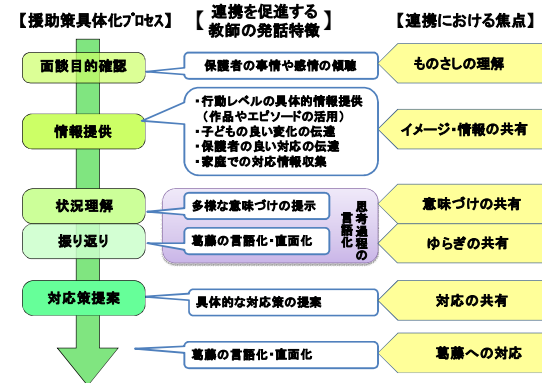 【援助策具体化プロセス】
【 連携を促進する
教師の発話特徴 】
【連携における焦点】
面談目的確認
保護者の事情や感情の傾聴
ものさしの理解
情報提供
・行動レベルの具体的情報提供
（作品やエピソードの活用）
・子どもの良い変化の伝達
・保護者の良い対応の伝達
・家庭での対応情報収集
イメージ・情報の共有
状況理解
多様な意味づけの提示
思考過程の
言語化
意味づけの共有
振り返り
葛藤の言語化・直面化
ゆらぎの共有
対応策提案
具体的な対応策の提案
対応の共有
葛藤の言語化・直面化
葛藤への対応